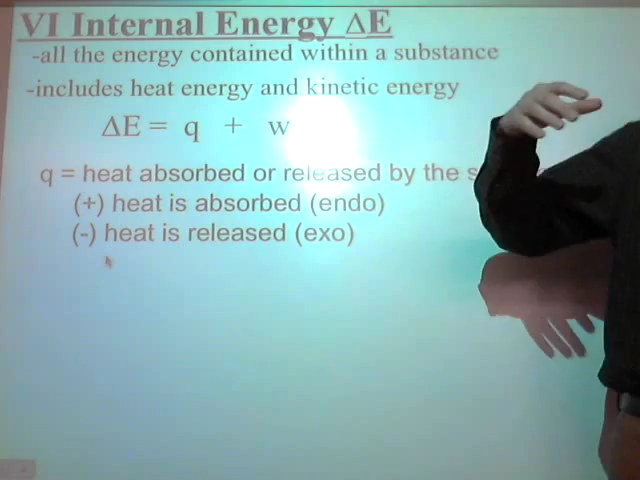 VI Internal Energy ΔE
-all the energy contained within a substance
-includes heat energy and kinetic energy
ΔE = q + w
q = heat absorbed or released by the
(+) heat is absorbed (endo)
(-) heat is released (exo)